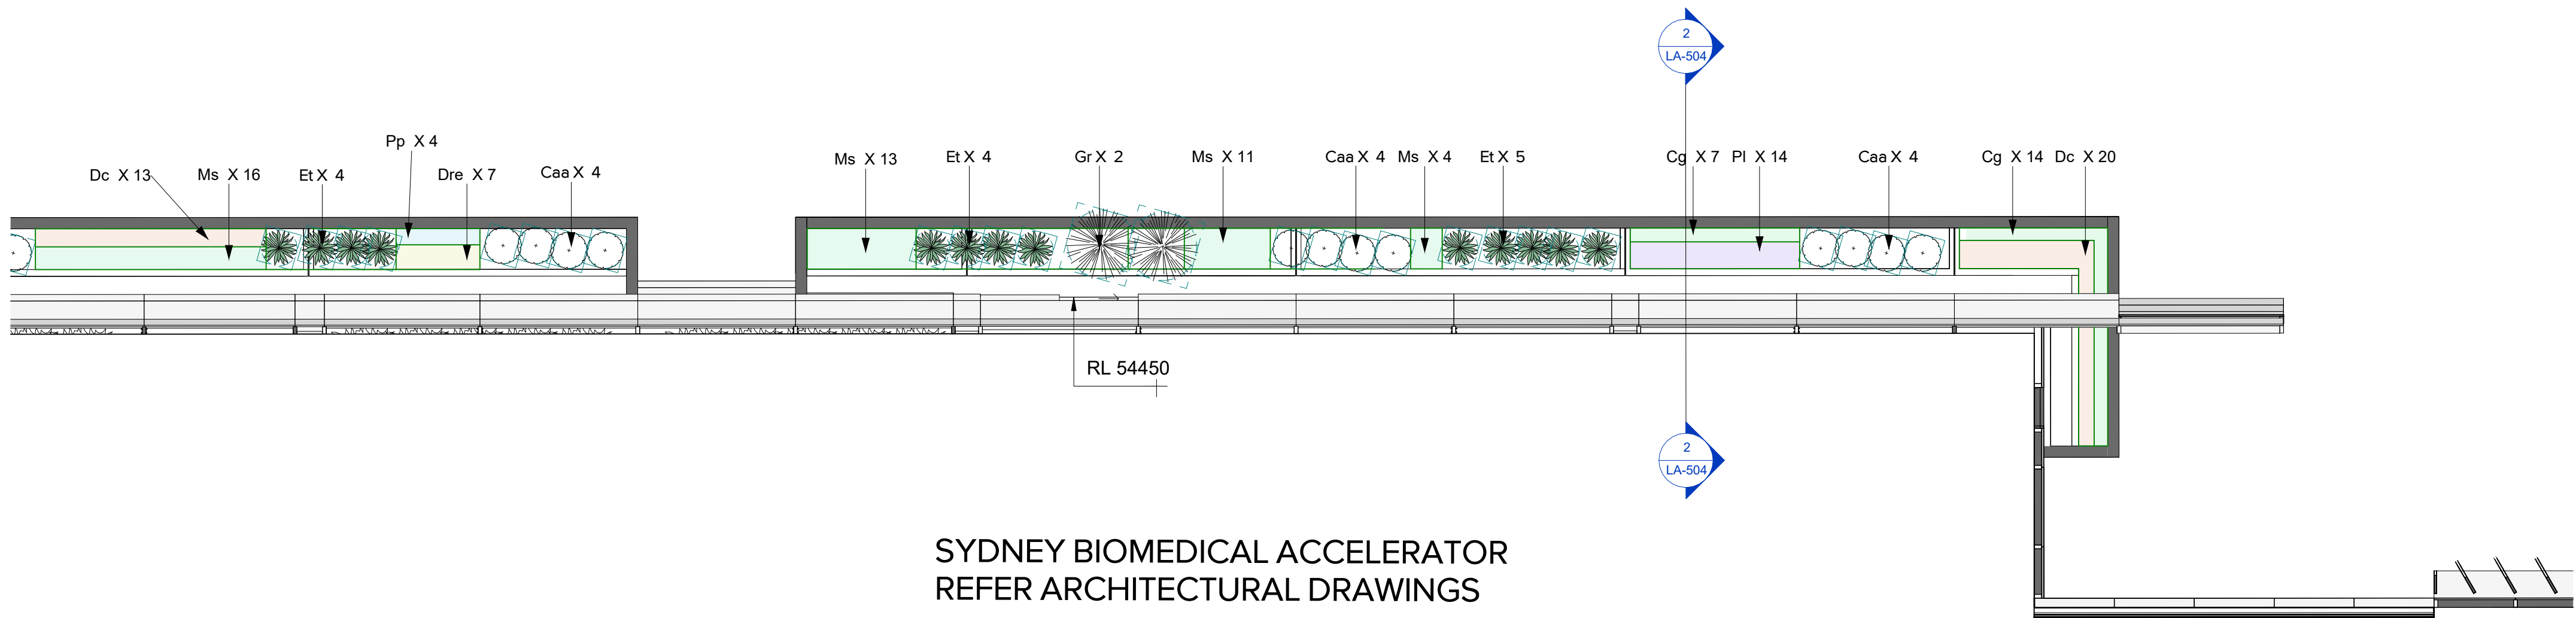 2
LA-504
Pp X 4
Dc X 13
Ms X 16
Et X 4
Dre X 7
Caa X 4
Ms X 13
Et X 4
Gr X 2
Ms X 11
Caa X 4
Ms X 4
Et X 5
Cg X 7
Pl X 14
Caa X 4
Cg X 14
Dc X 20
RL 54450
2
LA-504
SYDNEY BIOMEDICAL ACCELERATOR
REFER ARCHITECTURAL DRAWINGS